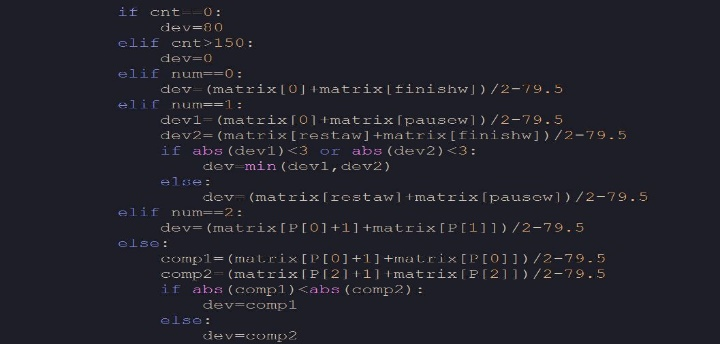 if cnt==0:
dev=80
elif cnt>150:
dev=0
elif num==0:
dev=(matrix[0]+matrix[finishw])/2-79.5
elif num==1:
dev1=(matrix[0]+matrix[pausew])/2-79.5
dev2=(matrix[restaw]+matrix[finishw])/2-79.5
if abs(dev1)<3 or abs(dev2)<3:
dev=min(dev1,dev2)
else:
dev=(matrix[restaw]+matrix[pausew])/2-79.5
elif num==2:
dev=(matrix[P[0]+1]+matrix[P[1]])/2-79.5
else:
comp1=(matrix[P[0]+1]+matrix[P[0]])/2-79.5
comp2=(matrix[P[2]+1]+matrix[P[2]])/2-79.5
if abs(comp1)<abs(comp2):
dev=comp1
else:
dev=comp2